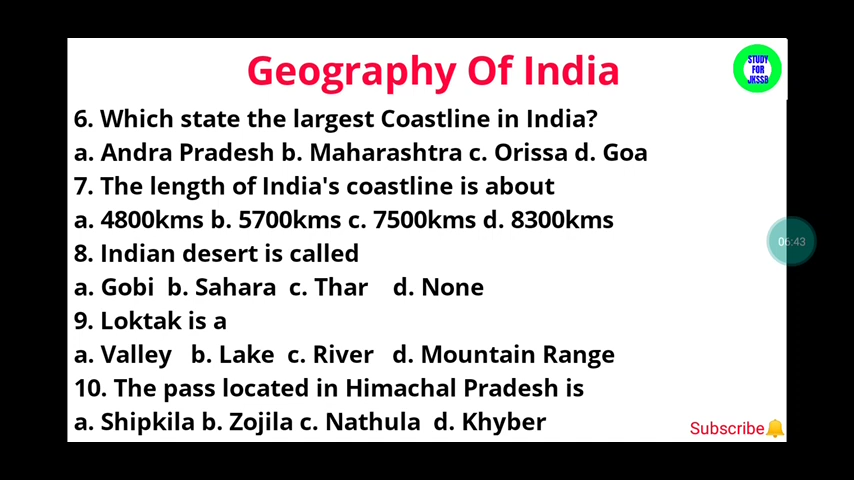 Geography Of India
STUDY
FOR
JKSSB
6. Which state the largest Coastline in India?
a. Andra Pradesh b. Maharashtra c. Orissa d. Goa
7. The length of India's coastline is about
a. 4800kms b. 5700kms c. 7500kms d. 8300kms
8. Indian desert is called
06:43
a. Gobi b. Sahara c. Thar d. None
9. Loktak is a
a. Valley b. Lake c. River d. Mountain Range
10. The pass located in Himachal Pradesh is
a. Shipkila b. Zojila c. Nathula d. Khyber
Subscribe